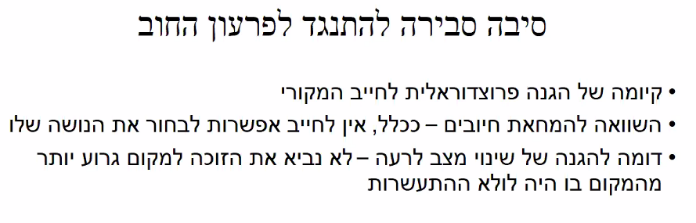 סיבה סבירה להתנגד לפרעון החוב
• קיומה של הגנה פרוצדוראלית לחייב המקורי
• השוואה להמחאת חיובים – ככלל, אין לחייב אפשרות לבחור את הנושה שלו
• דומה להגנה של שינוי מצב לרעה – לא נביא את הזוכה למקום גרוע יותר
מהמקום בו היה לולא ההתעשרות